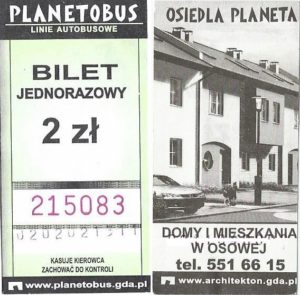 PLANETOBUS
LINIE AUTOBUSOWE
BILET
JEDNORAZOWY
2 zł
215083
KASUJE KIEROWCA
ZACHOWAĆ DO KONTROLI
www.planetobus.gda.pl
OSIEDLA PLANETA
DOMY I MIESZKANIA
W OSOWEJ
tel. 551 66 15
www.architekton.gda.pl